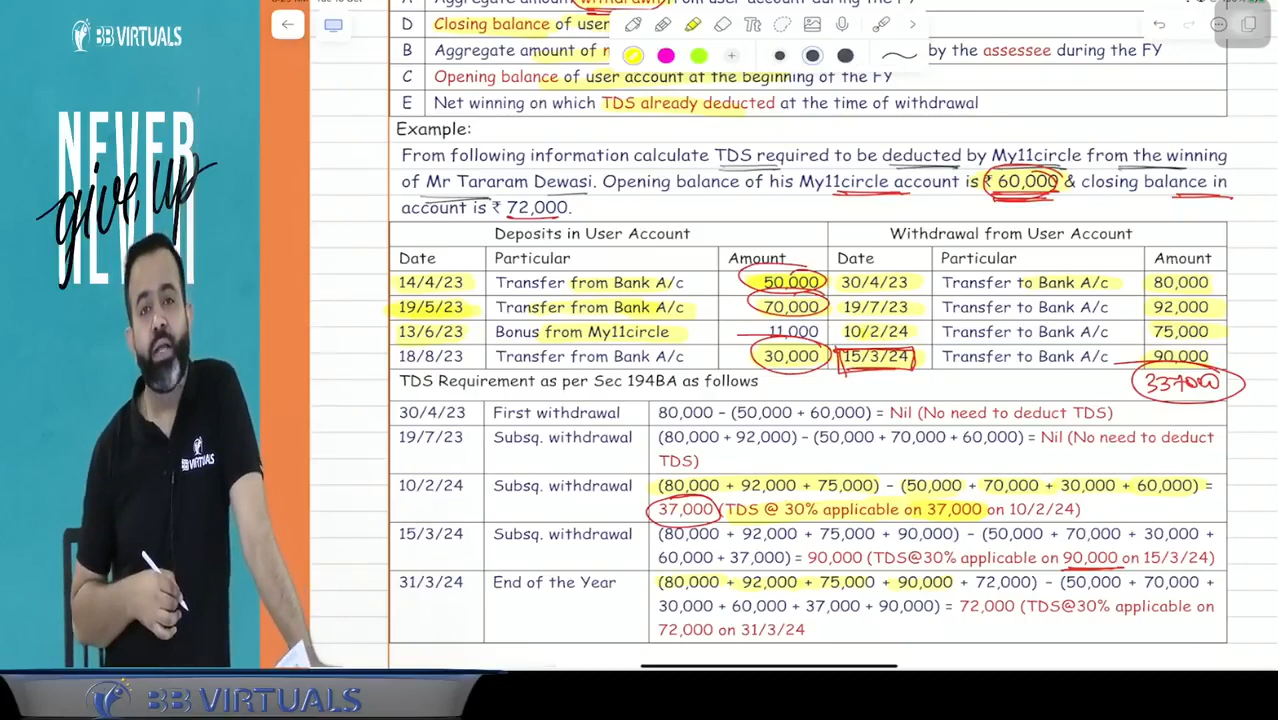 BB VIRTUALS
NEVER
give up
NEVER
D Closing balance of user
B Aggregate amount of by the assessee during the FY
C Opening balance of user account at the beginning of the FY
E Net winning on which TDS already deducted at the time of withdrawal
Example:
From following information calculate TDS required to be deducted by My11circle from the winning
of Mr Tararam Dewasi. Opening balance of his My11circle account is ₹ 60,000 & closing balance in
account is ₹ 72,000.
Deposits in User Account Withdrawal from User Account
Date Particular Amount Date Particular Amount
14/4/23 Transfer from Bank A/c 50,000 30/4/23 Transfer to Bank A/c 80,000
19/5/23 Transfer from Bank A/c 70,000 19/7/23 Transfer to Bank A/c 92,000
13/6/23 Bonus from My11circle 11,000 10/2/24 Transfer to Bank A/c 75,000
18/8/23 Transfer from Bank A/c 30,000 15/3/24 Transfer to Bank A/c 90,000
TDS Requirement as per Sec 194BA as follows 337000
30/4/23 First withdrawal 80,000 – (50,000 + 60,000) = Nil (No need to deduct TDS)
19/7/23 Subsq. withdrawal (80,000 + 92,000) – (50,000 + 70,000 + 60,000) = Nil (No need to deduct
TDS)
10/2/24 Subsq. withdrawal (80,000 + 92,000 + 75,000) – (50,000 + 70,000 + 30,000 + 60,000) =
37,000 (TDS @ 30% applicable on 37,000 on 10/2/24)
15/3/24 Subsq. withdrawal (80,000 + 92,000 + 75,000 + 90,000) – (50,000 + 70,000 + 30,000 +
60,000 + 37,000) = 90,000 (TDS@30% applicable on 90,000 on 15/3/24)
31/3/24 End of the Year (80,000 + 92,000 + 75,000 + 90,000 + 72,000) – (50,000 + 70,000 +
30,000 + 60,000 + 37,000 + 90,000) = 72,000 (TDS@30% applicable on
72,000 on 31/3/24
BB VIRTUALS
BB VIRTUALS